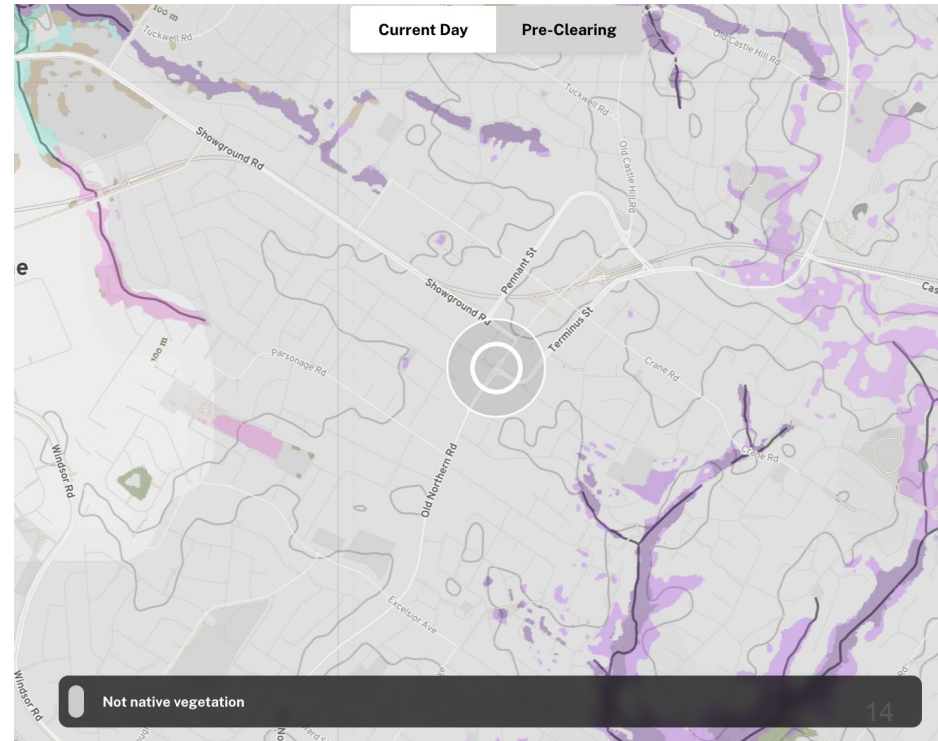 100 m
Current Day
Pre-Clearing
Tuckwell Rd
Old Castle Hill Rd
Tuckwell Rd
Showground Rd
Old Castle Hill Rd
Pennant St
e
Cas
Showground Rd
Terminus St
100 m
Parsonage Rd
Crane Rd
Crane Rd
Windsor Rd
Old Northern Rd
Excelsior Ave
Rd
Windsor Rd
Not native vegetation
14